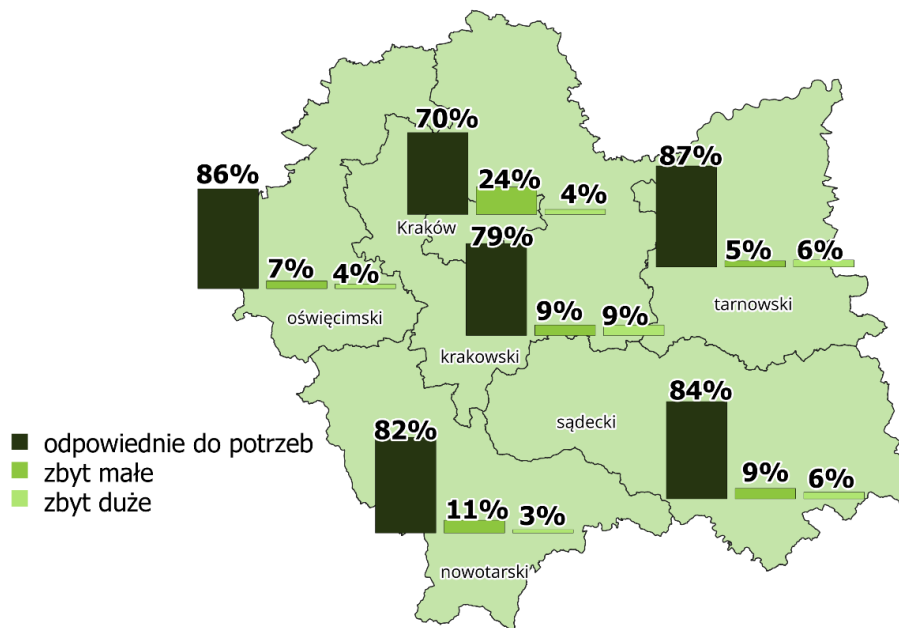 70%
24%
4%
Kraków
86%
7%
4%
oświęcimski
87%
5%
6%
tarnowski
79%
9%
9%
krakowski
84%
9%
6%
sądecki
82%
11%
3%
nowotarski
odpowiednie do potrzeb
zbyt małe
zbyt duże